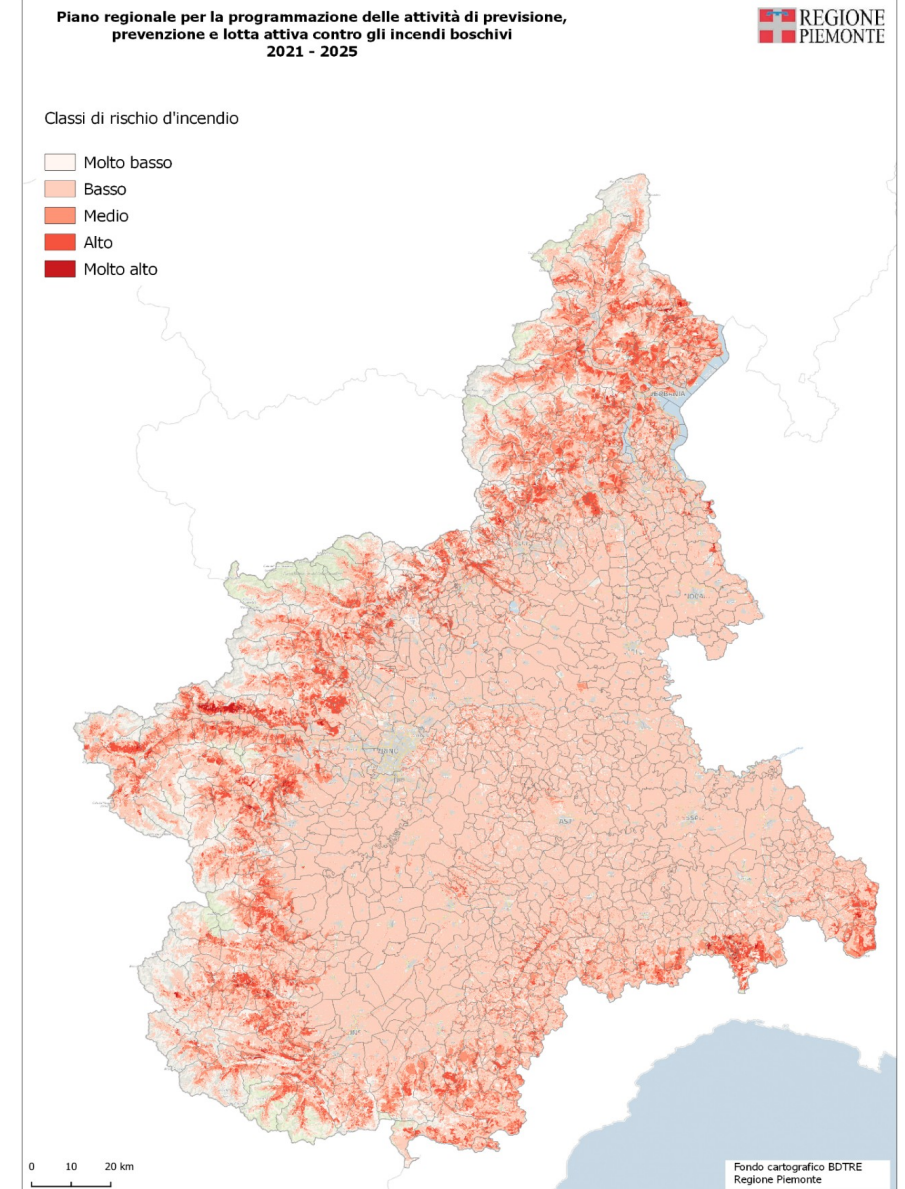 Piano regionale per la programmazione delle attività di previsione,
prevenzione e lotta attiva contro gli incendi boschivi
2021 - 2025
REGIONE
PIEMONTE
Classi di rischio d'incendio
Molto basso
Basso
Medio
Alto
Molto alto
0 10 20 km
Fondo cartografico BDTRE
Regione Piemonte